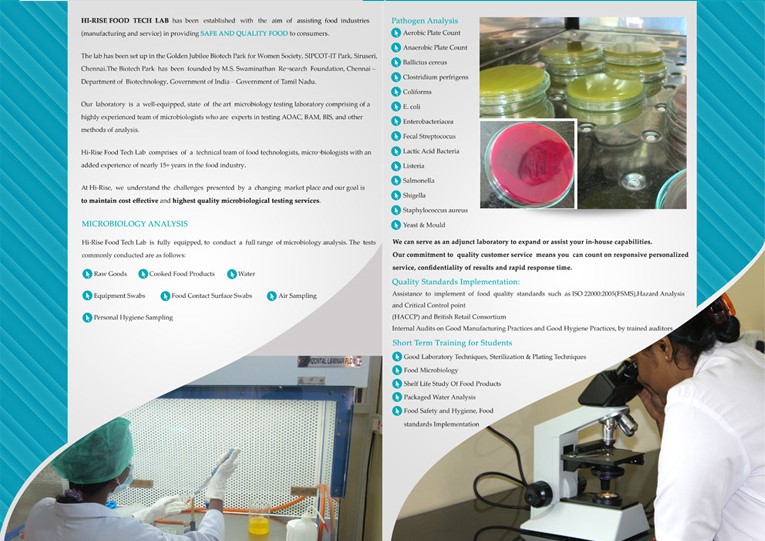 HI-RISE FOOD TECH LAB has been established with the aim of assisting food industries
(manufacturing and service) in providing SAFE AND QUALITY FOOD to consumers.
The lab has been set up in the Golden Jubilee Biotech Park for Women Society, SIPCOT-IT Park, Siruseri,
Chennai.The Biotech Park has been founded by M.S. Swaminathan Re¬search Foundation, Chennai –
Department of Biotechnology, Government of India – Government of Tamil Nadu.
Our laboratory is a well-equipped, state of the art microbiology testing laboratory comprising of a
highly experienced team of microbiologists who are experts in testing AOAC, BAM, BIS, and other
methods of analysis.
Hi-Rise Food Tech Lab comprises of a technical team of food technologists, micro-biologists with an
added experience of nearly 15+ years in the food industry.
At Hi-Rise, we understand the challenges presented by a changing market place and our goal is
to maintain cost effective and highest quality microbiological testing services.
MICROBIOLOGY ANALYSIS
Hi-Rise Food Tech Lab is fully equipped, to conduct a full range of microbiology analysis. The tests
commonly conducted are as follows:
Raw Goods Cooked Food Products Water
Equipment Swabs Food Contact Surface Swabs Air Sampling
Personal Hygiene Sampling
HORIZONTAL LAMINAR FLO
Pathogen Analysis
Aerobic Plate Count
Anaerobic Plate Count
Ballicius cereus
Clostridium perfrigens
Coliforms
E. coli
Enterobacteriacea
Fecal Streptococus
Lactic Acid Bacteria
Listeria
Salmonella
Shigella
Staphylococcus aureus
Yeast & Mould
We can serve as an adjunct laboratory to expand or assist your in-house capabilities.
Our commitment to quality customer service means you can count on responsive personalized
service, confidentiality of results and rapid response time.
Quality Standards Implementation:
Assistance to implement of food quality standards such as ISO 22000:2005(FSMS),Hazard Analysis
and Critical Control point
(HACCP) and British Retail Consortium
Internal Audits on Good Manufacturing Practices and Good Hygiene Practices, by trained auditors
Short Term Training for Students
Good Laboratory Techniques, Sterilization & Plating Techniques
Food Microbiology
Shelf Life Study Of Food Products
Packaged Water Analysis
Food Safety and Hygiene, Food
standards Implementation